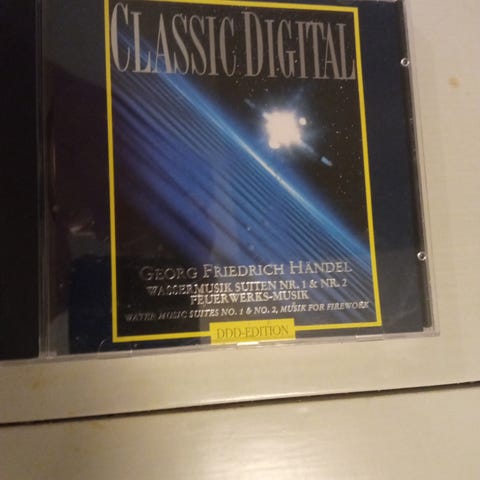 CLASSIC DIGITAL
GEORG FRIEDRICH HÄNDEL
WASSERMUSIK SUITEN NR. 1 & NR. 2
FEUERWERKS-MUSIK
WATER MUSIC SUITES NO. 1 & NO. 2, MUSIK FOR FIREWORK
DDD-EDITION